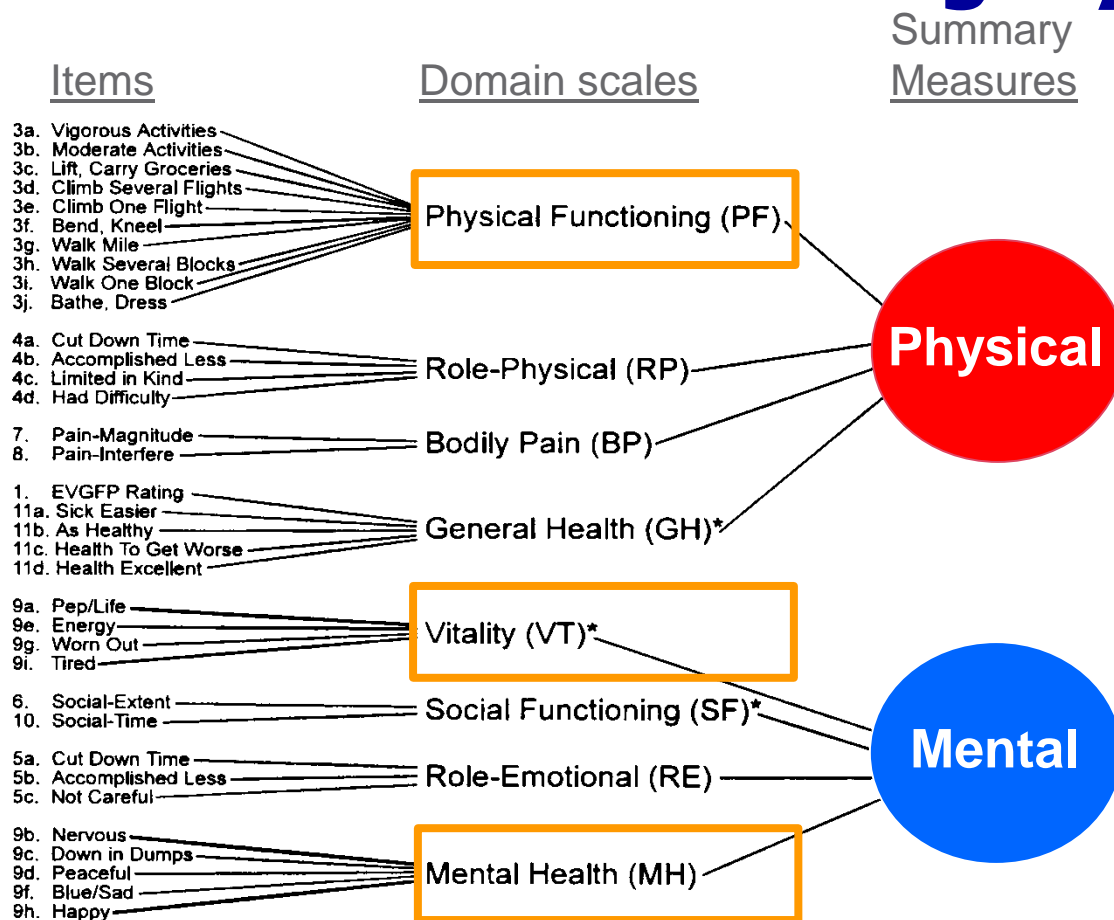 Summary
Items Domain scales Measures
3a. Vigorous Activities
3b. Moderate Activities
3c. Lift, Carry Groceries
3d. Climb Several Flights
3e. Climb One Flight
3f. Bend, Kneel
3g. Walk Mile
3h. Walk Several Blocks
3i. Walk One Block
3j. Bathe, Dress
Physical Functioning (PF)
4a. Cut Down Time
4b. Accomplished Less
4c. Limited in Kind
4d. Had Difficulty
Role-Physical (RP)
Physical
7. Pain-Magnitude
8. Pain-Interfere
Bodily Pain (BP)
1. EVGFP Rating
11a. Sick Easier
11b. As Healthy
11c. Health To Get Worse
11d. Health Excellent
General Health (GH)*
9a. Pep/Life
9e. Energy
9g. Worn Out
9i. Tired
Vitality (VT)*
6. Social-Extent
10. Social-Time
Social Functioning (SF)*
5a. Cut Down Time
5b. Accomplished Less
5c. Not Careful
Role-Emotional (RE)
Mental
9b. Nervous
9c. Down in Dumps
9d. Peaceful
9f. Blue/Sad
9h. Happy
Mental Health (MH)